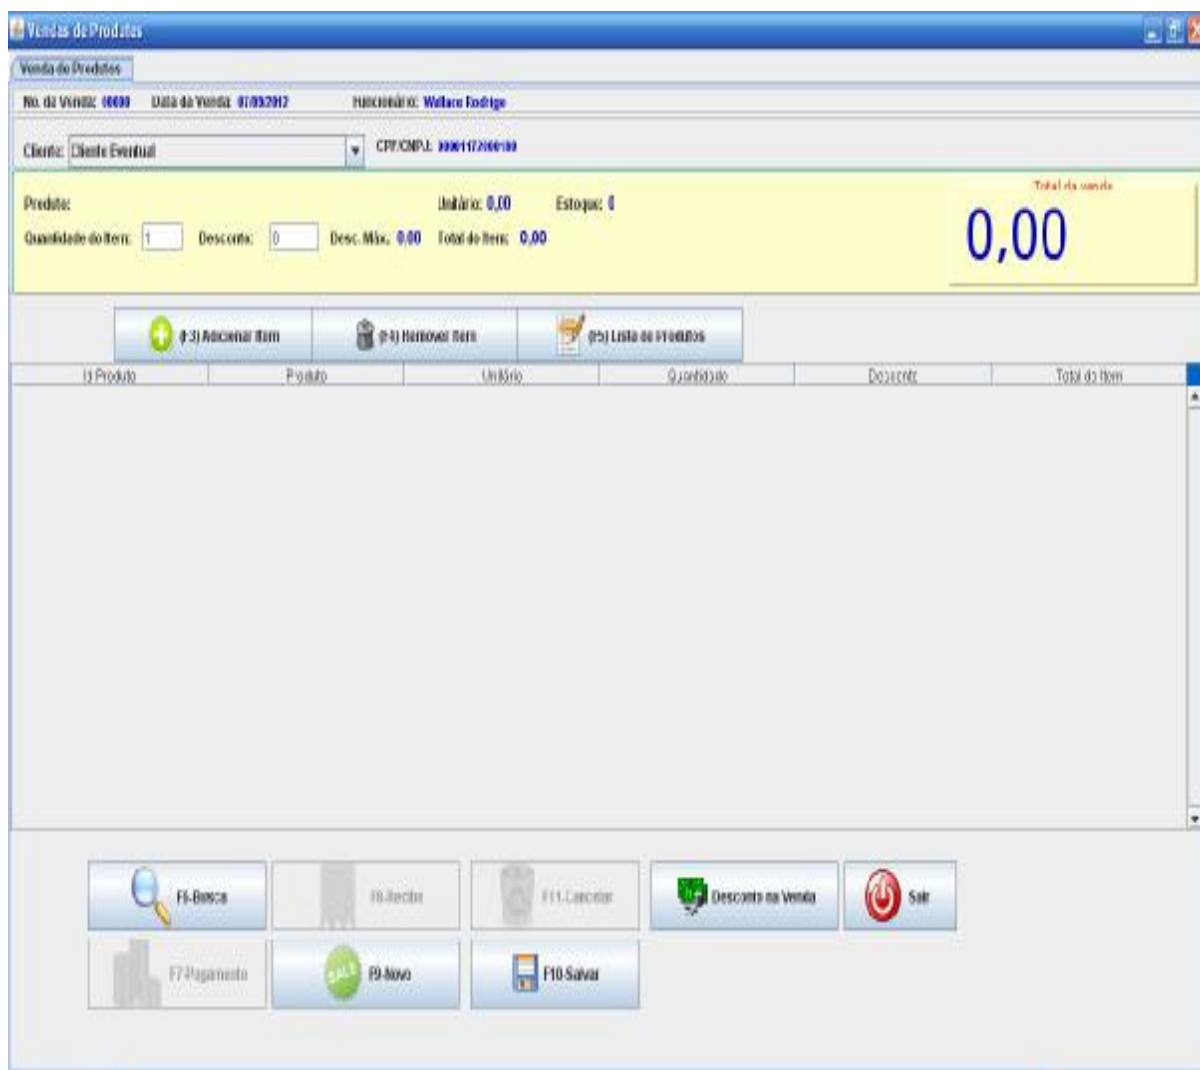 Vendas de Produtos
Venda de Produtos
No. da Venda: 00000 Data da Venda: Funcionário: Wallace Rodrigo
Cliente: Cliente Eventual CPF/CNPJ:
Produto: Unitário: 0,00 Estoque: 0
Total da venda
0,00
Quantidade do Item: 1 Desconto: 0 Desc. Máx.: 0.00 Total do Item: 0,00
(F3) Adicionar Item (F4) Remover Item (F5) Lista de Produtos
Id Produto Produto Unitário Quantidade Desconto Total do Item
F6-Busca F8-Recibo F11-Cancelar Desconto na Venda Sair
F7-Pagamento SALE F9-Novo F10-Salvar